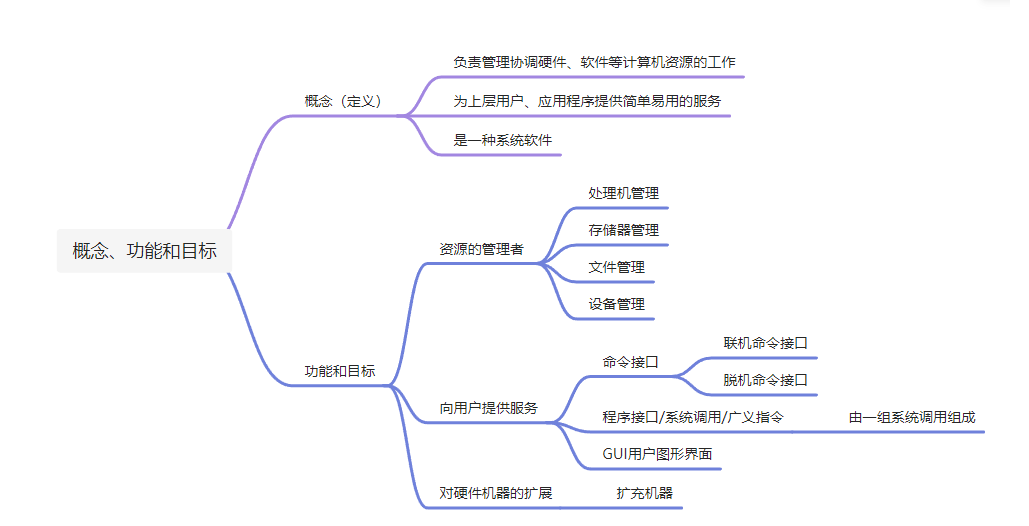 概念、功能和目标
概念（定义）
负责管理协调硬件、软件等计算机资源的工作
为上层用户、应用程序提供简单易用的服务
是一种系统软件
功能和目标
资源的管理者
处理机管理
存储器管理
文件管理
设备管理
向用户提供服务
命令接口
联机命令接口
脱机命令接口
程序接口/系统调用/广义指令
由一组系统调用组成
GUI用户图形界面
对硬件机器的扩展
扩充机器